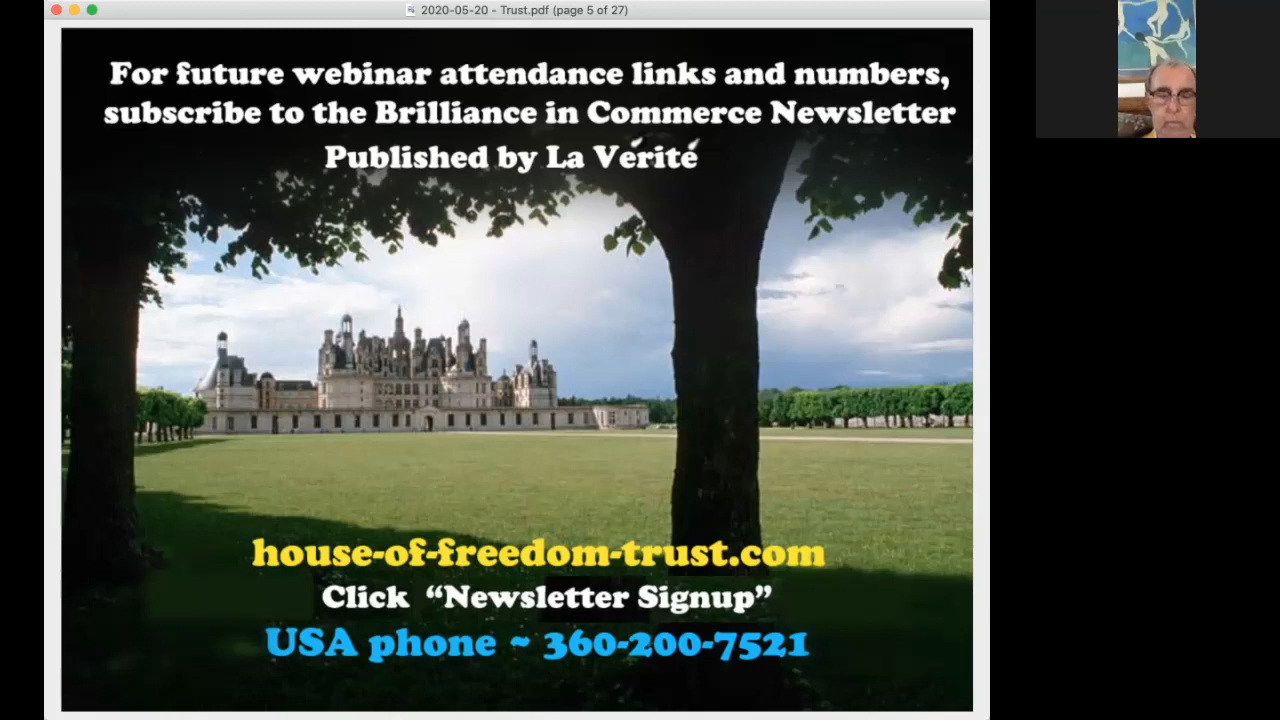 2020-05-20 - Trust.pdf (page 5 of 27)
For future webinar attendance links and numbers,
subscribe to the Brilliance in Commerce Newsletter
Published by La Vérité
house-of-freedom-trust.com
Click “Newsletter Signup”
USA phone ~ 360-200-7521